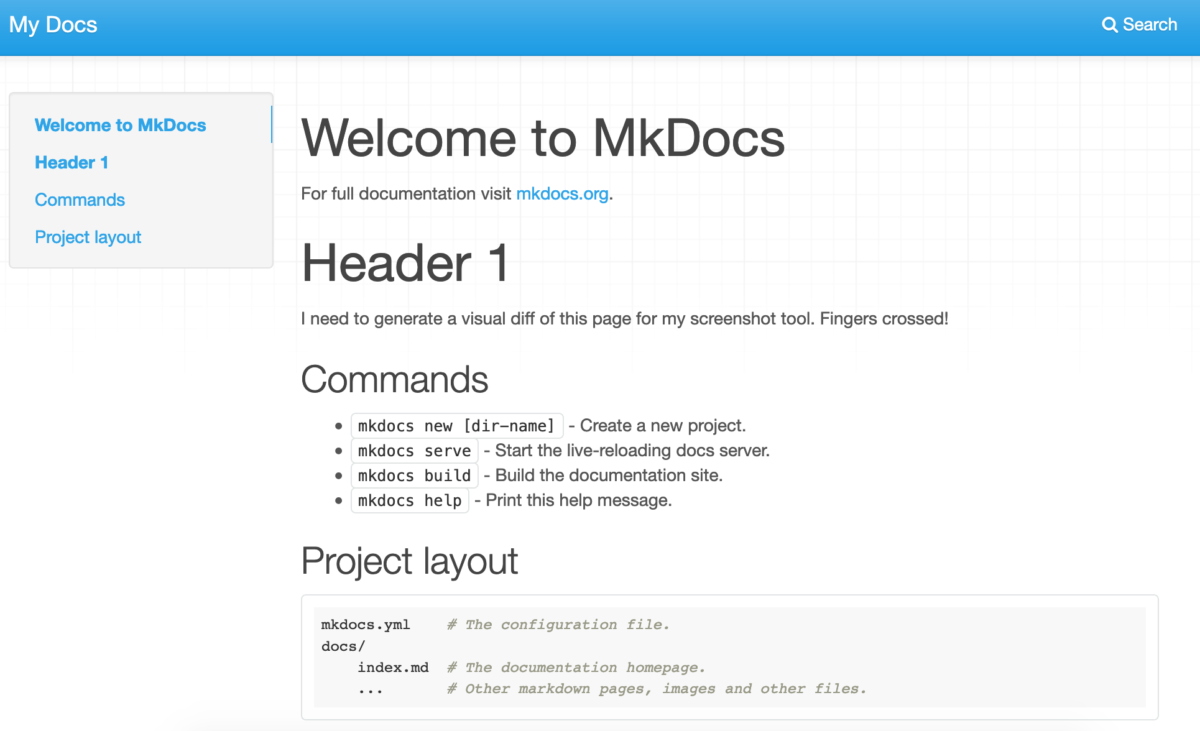 My Docs
Search
Welcome to MkDocs
Header 1
Commands
Project layout
Welcome to MkDocs
For full documentation visit mkdocs.org.
Header 1
I need to generate a visual diff of this page for my screenshot tool. Fingers crossed!
Commands
mkdocs new [dir-name] - Create a new project.
mkdocs serve - Start the live-reloading docs server.
mkdocs build - Build the documentation site.
mkdocs help - Print this help message.
Project layout
mkdocs.yml    # The configuration file.
docs/
    index.md  # The documentation homepage.
    ...       # Other markdown pages, images and other files.